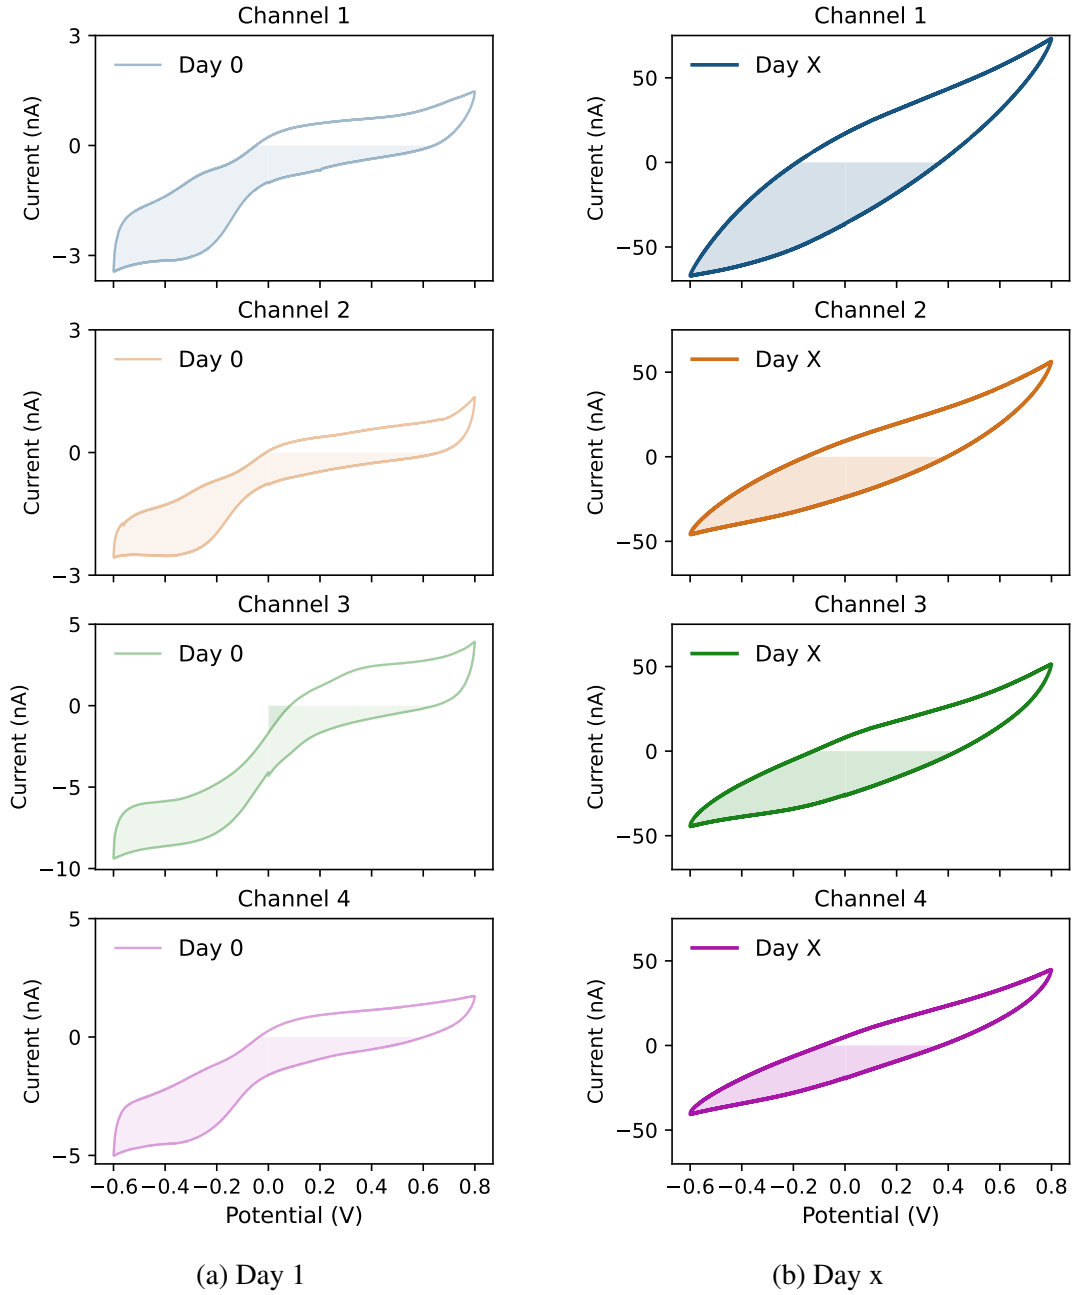 Channel 1
3
0
−3
Current (nA)
Day 0
Channel 1
50
0
−50
Current (nA)
Day X
Channel 2
3
0
−3
Current (nA)
Day 0
Channel 2
50
0
−50
Current (nA)
Day X
Channel 3
5
0
−5
−10
Current (nA)
Day 0
Channel 3
50
0
−50
Current (nA)
Day X
Channel 4
5
0
−5
Current (nA)
Day 0
−0.6 −0.4 −0.2 0.0 0.2 0.4 0.6 0.8
Potential (V)
Channel 4
50
0
−50
Current (nA)
Day X
−0.6 −0.4 −0.2 0.0 0.2 0.4 0.6 0.8
Potential (V)
(a) Day 1
(b) Day x